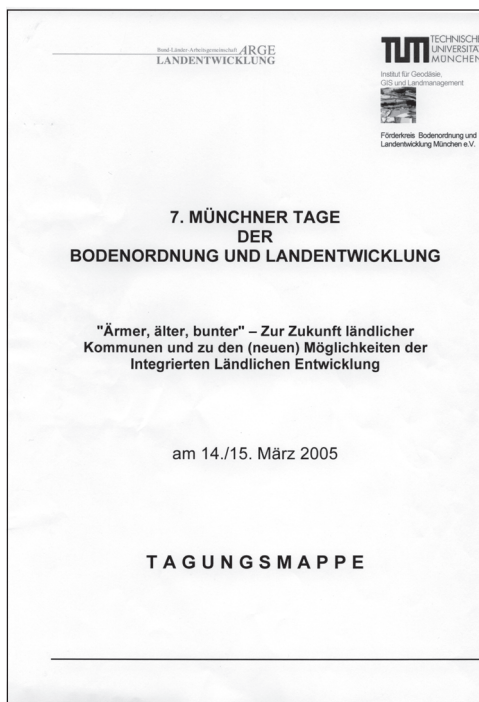 Bund-Länder-Arbeitsgemeinschaft ARGE
LANDENTWICKLUNG
TUM TECHNISCHE
UNIVERSITÄT
MÜNCHEN
Institut für Geodäsie,
GIS und Landmanagement
Förderkreis Bodenordnung und
Landentwicklung München e.V.
7. MÜNCHNER TAGE
DER
BODENORDNUNG UND LANDENTWICKLUNG
"Ärmer, älter, bunter" – Zur Zukunft ländlicher
Kommunen und zu den (neuen) Möglichkeiten der
Integrierten Ländlichen Entwicklung
am 14./15. März 2005
TAGUNGSMAPPE